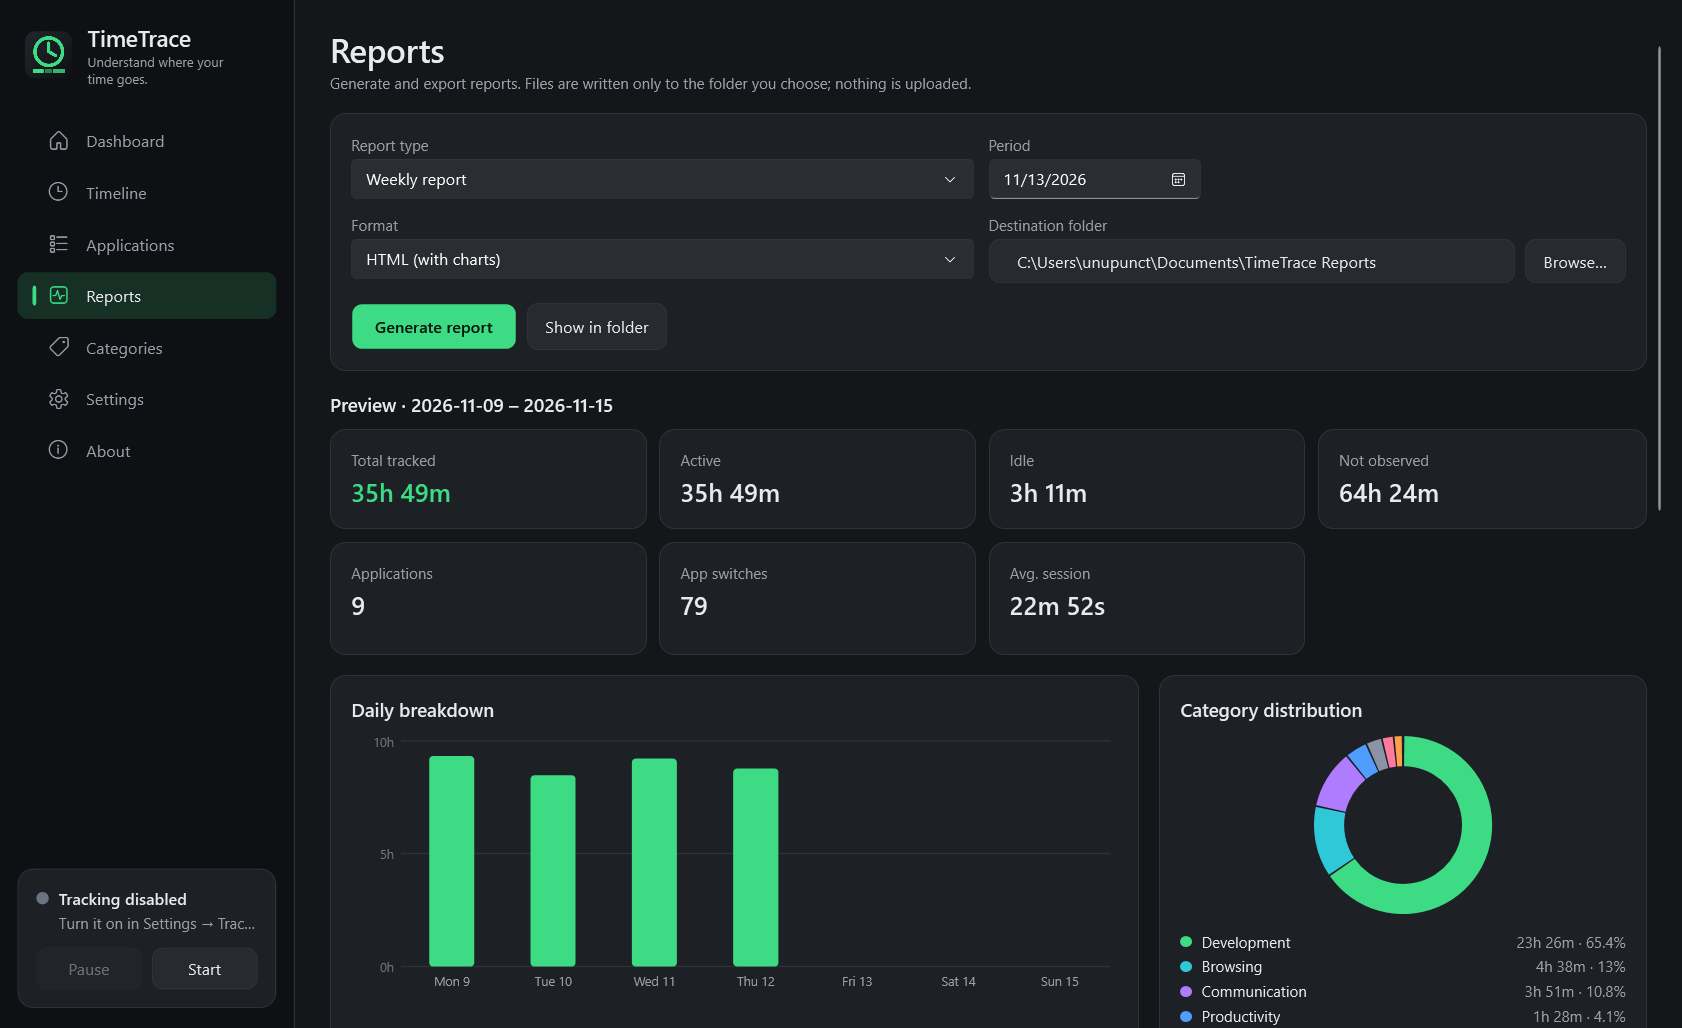 TimeTrace
Understand where your
time goes.
Dashboard
Timeline
Applications
Reports
Categories
Settings
About
Tracking disabled
Turn it on in Settings → Trac...
Pause
Start
Reports
Generate and export reports. Files are written only to the folder you choose; nothing is uploaded.
Report type
Period
Weekly report
11/13/2026
Format
Destination folder
HTML (with charts)
C:\Users\unupunct\Documents\TimeTrace Reports
Browse...
Generate report
Show in folder
Preview · 2026-11-09 – 2026-11-15
Total tracked
35h 49m
Active
35h 49m
Idle
3h 11m
Not observed
64h 24m
Applications
9
App switches
79
Avg. session
22m 52s
Daily breakdown
10h
5h
0h
Mon 9
Tue 10
Wed 11
Thu 12
Fri 13
Sat 14
Sun 15
Category distribution
Development 23h 26m · 65.4%
Browsing 4h 38m · 13%
Communication 3h 51m · 10.8%
Productivity 1h 28m · 4.1%